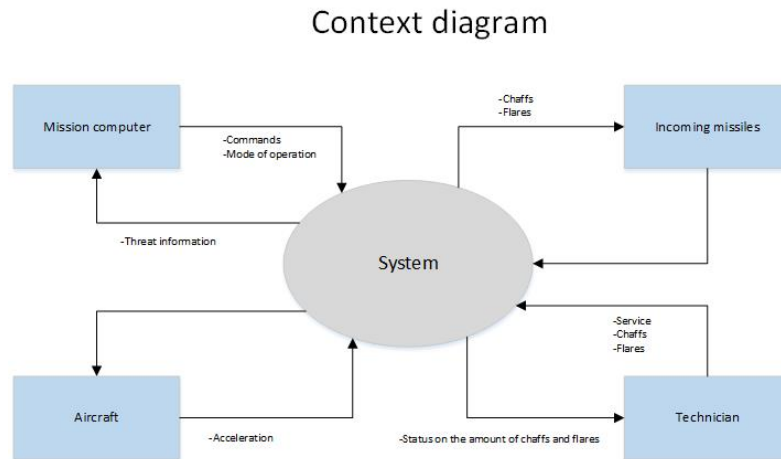 Context diagram
Mission computer
-Commands
-Mode of operation
-Chaffs
-Flares
Incoming missiles
-Threat information
System
-Service
-Chaffs
-Flares
Aircraft
-Acceleration
-Status on the amount of chaffs and flares
Technician